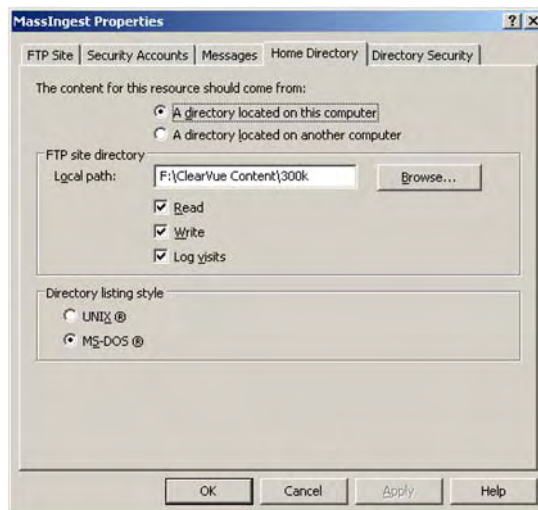 MassIngest Properties
FTP Site Security Accounts Messages Home Directory Directory Security
The content for this resource should come from:
A directory located on this computer
A directory located on another computer
FTP site directory
Local path: F:\ClearVue Content\300k Browse...
Read
Write
Log visits
Directory listing style
UNIX ®
MS-DOS ®
OK Cancel Apply Help